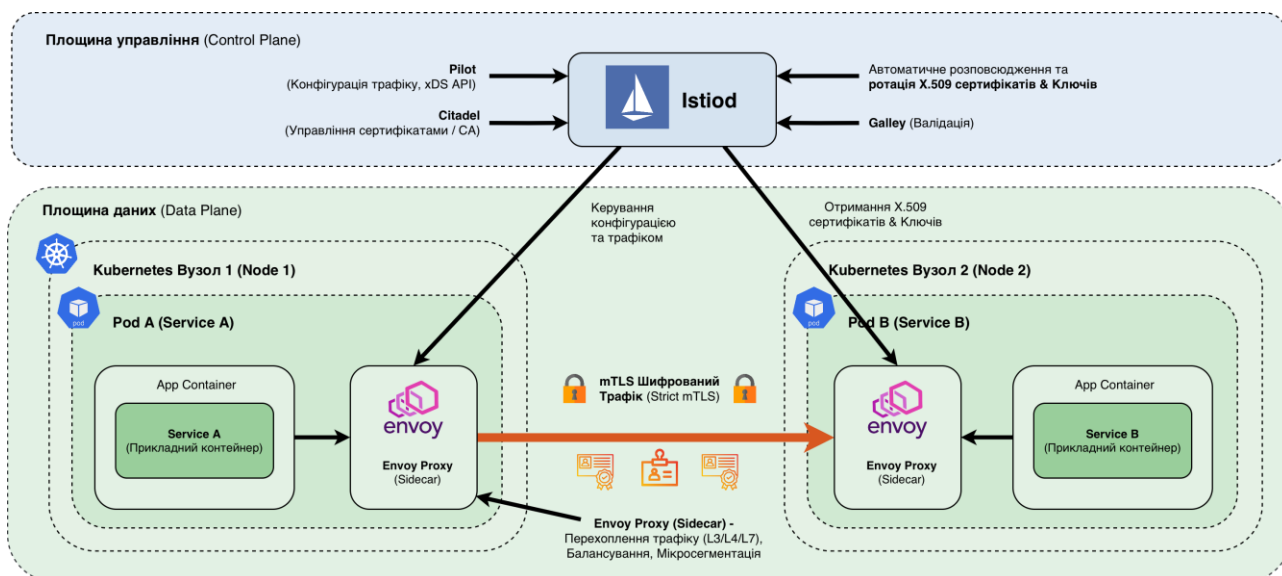 Площина управління (Control Plane)
Pilot
(Конфігурація трафіку, xDS API)
Citadel
(Управління сертифікатами / CA)
Istiod
Автоматичне розповсюдження та
ротація X.509 сертифікатів & Ключів
Galley (Валідація)
Площина даних (Data Plane)
Керування
конфігурацією
та трафіком
Отримання X.509
сертифікатів & Ключів
Kubernetes Вузол 1 (Node 1)
pod
Pod A (Service A)
App Container
Service A
(Прикладний контейнер)
envoy
Envoy Proxy
(Sidecar)
mTLS Шифрований
Трафік (Strict mTLS)
Envoy Proxy (Sidecar) -
Перехоплення трафіку (L3/L4/L7),
Балансування, Мікросегментація
Kubernetes Вузол 2 (Node 2)
pod
Pod B (Service B)
envoy
Envoy Proxy
(Sidecar)
App Container
Service B
(Прикладний контейнер)